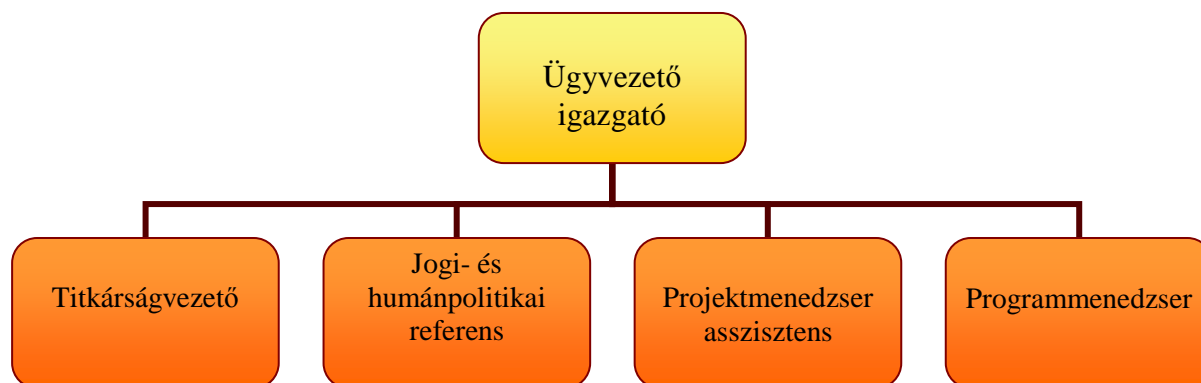 Ügyvezető
igazgató
Titkárságvezető
Jogi- és
humánpolitikai
referens
Projektmenedzser
asszisztens
Programmenedzser